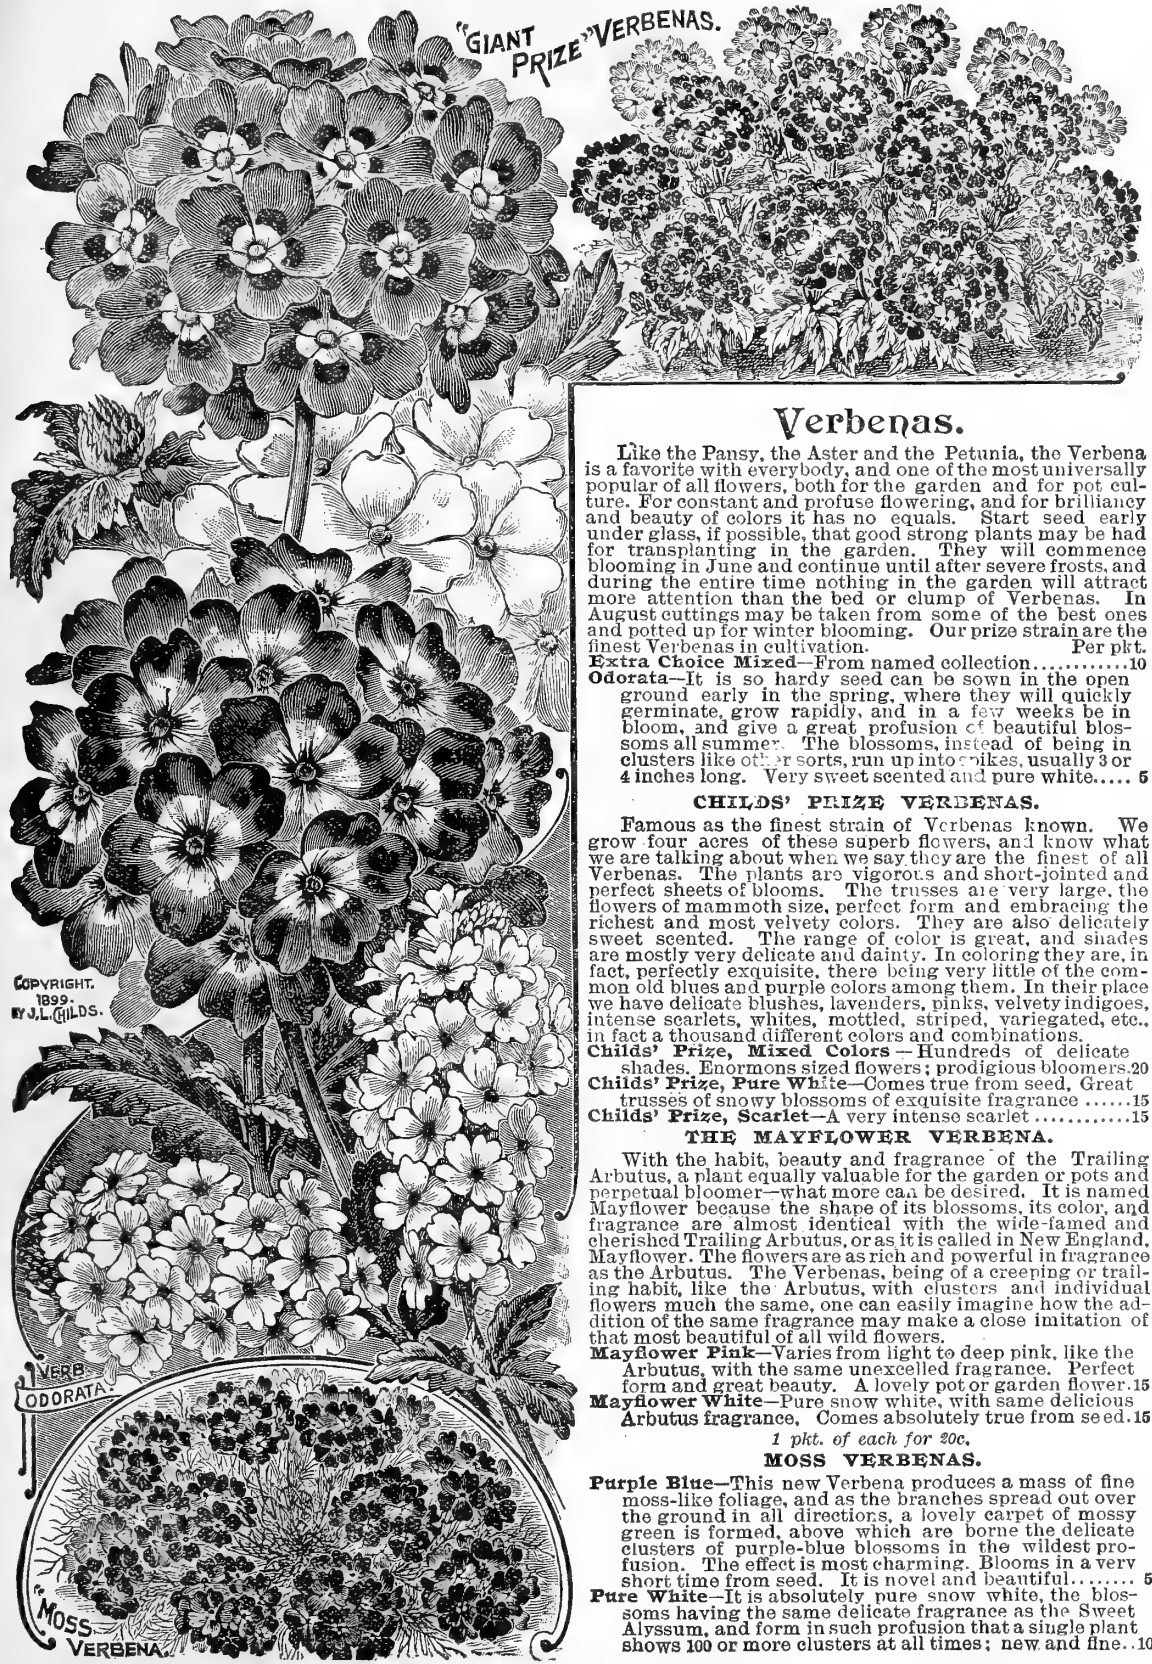 "GIANT
PRIZE" VERBENAS.
COPYRIGHT.
1899.
BY J.L. CHILDS.
VERB.
ODORATA.
"MOSS
VERBENA.
Verbenas.
Like the Pansy, the Aster and the Petunia, the Verbena
is a favorite with everybody, and one of the most universally
popular of all flowers, both for the garden and for pot cul-
ture. For constant and profuse flowering, and for brilliancy
and beauty of colors it has no equals. Start seed early
under glass, if possible, that good strong plants may be had
for transplanting in the garden. They will commence
blooming in June and continue until after severe frosts, and
during the entire time nothing in the garden will attract
more attention than the bed or clump of Verbenas. In
August cuttings may be taken from some of the best ones
and potted up for winter blooming. Our prize strain are the
finest Verbenas in cultivation. Per pkt.
Extra Choice Mixed—From named collection............10
Odorata—It is so hardy seed can be sown in the open
ground early in the spring, where they will quickly
germinate, grow rapidly, and in a few weeks be in
bloom, and give a great profusion of beautiful blos-
soms all summer. The blossoms, instead of being in
clusters like other sorts, run up into spikes, usually 3 or
4 inches long. Very sweet scented and pure white..... 5
CHILDS' PRIZE VERBENAS.
Famous as the finest strain of Verbenas known. We
grow four acres of these superb flowers, and know what
we are talking about when we say they are the finest of all
Verbenas. The plants are vigorous and short-jointed and
perfect sheets of blooms. The trusses are very large, the
flowers of mammoth size, perfect form and embracing the
richest and most velvety colors. They are also delicately
sweet scented. The range of color is great, and shades
are mostly very delicate and dainty. In coloring they are, in
fact, perfectly exquisite, there being very little of the com-
mon old blues and purple colors among them. In their place
we have delicate blushes, lavenders, pinks, velvety indigoes,
intense scarlets, whites, mottled, striped, variegated, etc.,
in fact a thousand different colors and combinations.
Childs' Prize, Mixed Colors—Hundreds of delicate
shades. Enormons sized flowers; prodigious bloomers.20
Childs' Prize, Pure White—Comes true from seed, Great
trusses of snowy blossoms of exquisite fragrance ......15
Childs' Prize, Scarlet—A very intense scarlet ............15
THE MAYFLOWER VERBENA.
With the habit, beauty and fragrance of the Trailing
Arbutus, a plant equally valuable for the garden or pots and
perpetual bloomer—what more can be desired. It is named
Mayflower because the shape of its blossoms, its color, and
fragrance are almost identical with the wide-famed and
cherished Trailing Arbutus, or as it is called in New England,
Mayflower. The flowers are as rich and powerful in fragrance
as the Arbutus. The Verbenas, being of a creeping or trail-
ing habit, like the Arbutus, with clusters and individual
flowers much the same, one can easily imagine how the ad-
dition of the same fragrance may make a close imitation of
that most beautiful of all wild flowers.
Mayflower Pink—Varies from light to deep pink, like the
Arbutus, with the same unexcelled fragrance. Perfect
form and great beauty. A lovely pot or garden flower.15
Mayflower White—Pure snow white, with same delicious
Arbutus fragrance. Comes absolutely true from seed.15
1 pkt. of each for 20c.
MOSS VERBENAS.
Purple Blue—This new Verbena produces a mass of fine
moss-like foliage, and as the branches spread out over
the ground in all directions, a lovely carpet of mossy
green is formed, above which are borne the delicate
clusters of purple-blue blossoms in the wildest pro-
fusion. The effect is most charming. Blooms in a very
short time from seed. It is novel and beautiful........ 5
Pure White—It is absolutely pure snow white, the blos-
soms having the same delicate fragrance as the Sweet
Alyssum, and form in such profusion that a single plant
shows 100 or more clusters at all times; new and fine..10